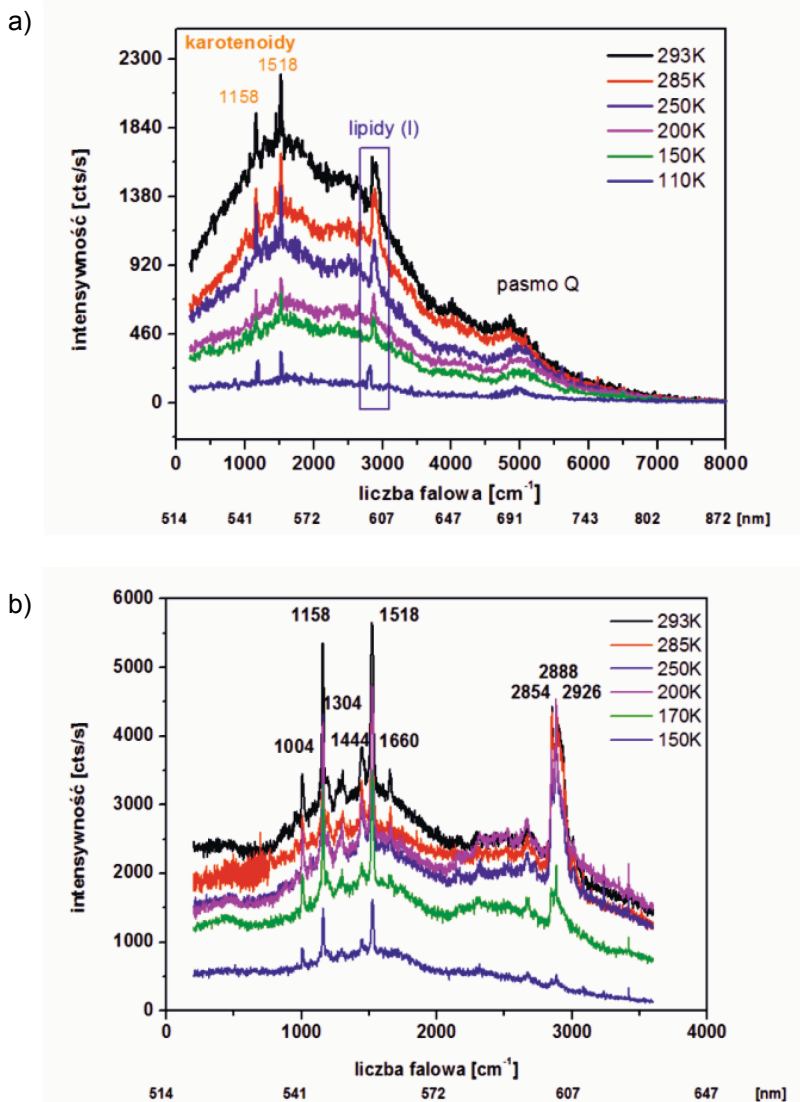 a)
karotenoidy
1518
1158
lipidy (I)
pasmo Q
293K
285K
250K
200K
150K
110K
intensywność [cts/s]
2300
1840
1380
920
460
0
0 1000 2000 3000 4000 5000 6000 7000 8000
liczba falowa [cm⁻¹]
514 541 572 607 647 691 743 802 872 [nm]
b)
1158 1518
1304
1004 1444 1660
2888
2854 2926
293K
285K
250K
200K
170K
150K
intensywność [cts/s]
6000
5000
4000
3000
2000
1000
0
0 1000 2000 3000 4000
liczba falowa [cm⁻¹]
514 541 572 607 647 [nm]